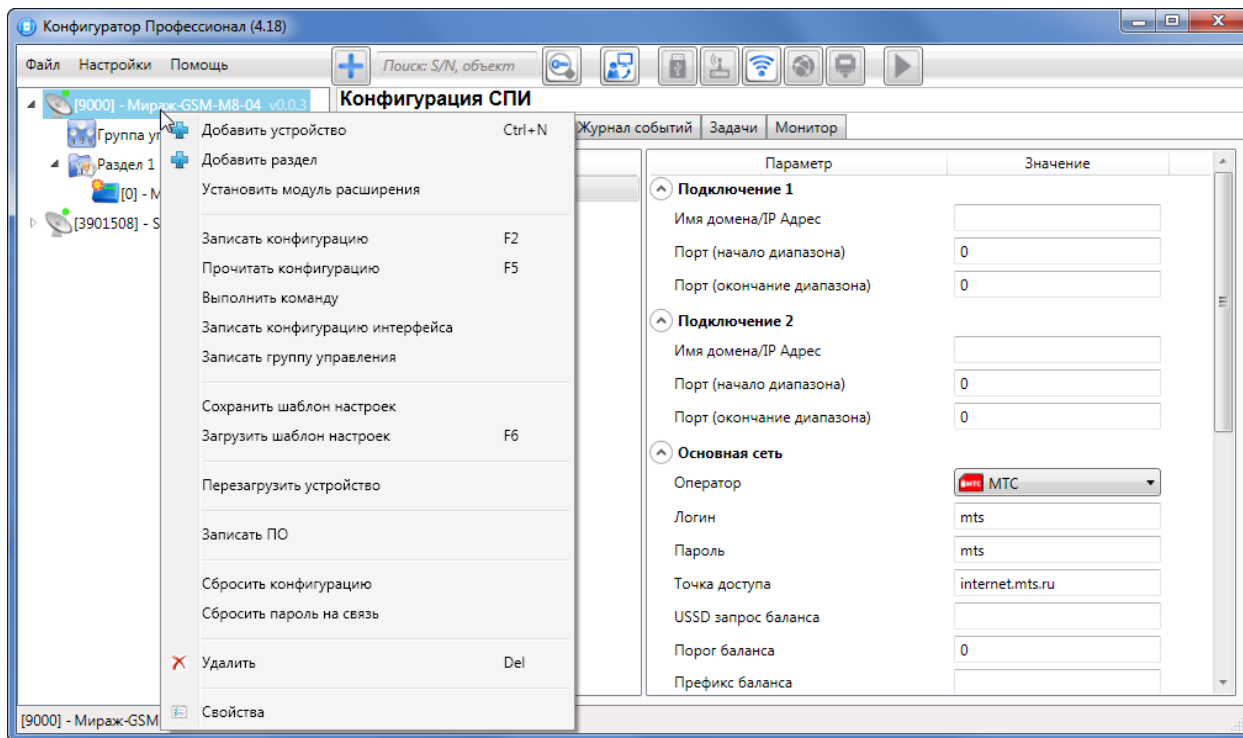 Конфигуратор Профессионал (4.18)
Файл Настройки Помощь Поиск: S/N, объект
[9000] - Мираж-GSM-M8-04 v0.0.3
Группа уп
Раздел 1
[0] - М
[3901508] - S
Добавить устройство Ctrl+N
Добавить раздел
Установить модуль расширения
Записать конфигурацию F2
Прочитать конфигурацию F5
Выполнить команду
Записать конфигурацию интерфейса
Записать группу управления
Сохранить шаблон настроек
Загрузить шаблон настроек F6
Перезагрузить устройство
Записать ПО
Сбросить конфигурацию
Сбросить пароль на связь
Удалить Del
Свойства
Конфигурация СПИ
Журнал событий Задачи Монитор
Параметр Значение
Подключение 1
Имя домена/IP Адрес
Порт (начало диапазона) 0
Порт (окончание диапазона) 0
Подключение 2
Имя домена/IP Адрес
Порт (начало диапазона) 0
Порт (окончание диапазона) 0
Основная сеть
Оператор МТС
Логин mts
Пароль mts
Точка доступа internet.mts.ru
USSD запрос баланса
Порог баланса 0
Префикс баланса
[9000] - Мираж-GSM